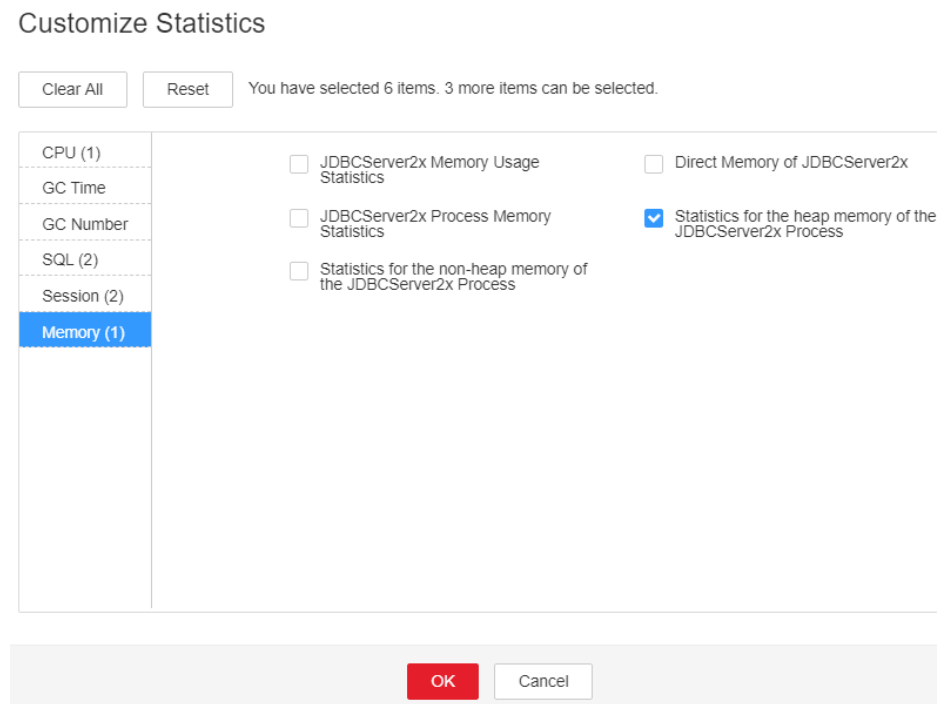 Customize Statistics
Clear All
Reset
You have selected 6 items. 3 more items can be selected.
CPU (1)
GC Time
GC Number
SQL (2)
Session (2)
Memory (1)
JDBCServer2x Memory Usage
Statistics
Direct Memory of JDBCServer2x
JDBCServer2x Process Memory
Statistics
Statistics for the heap memory of the
JDBCServer2x Process
Statistics for the non-heap memory of
the JDBCServer2x Process
OK
Cancel